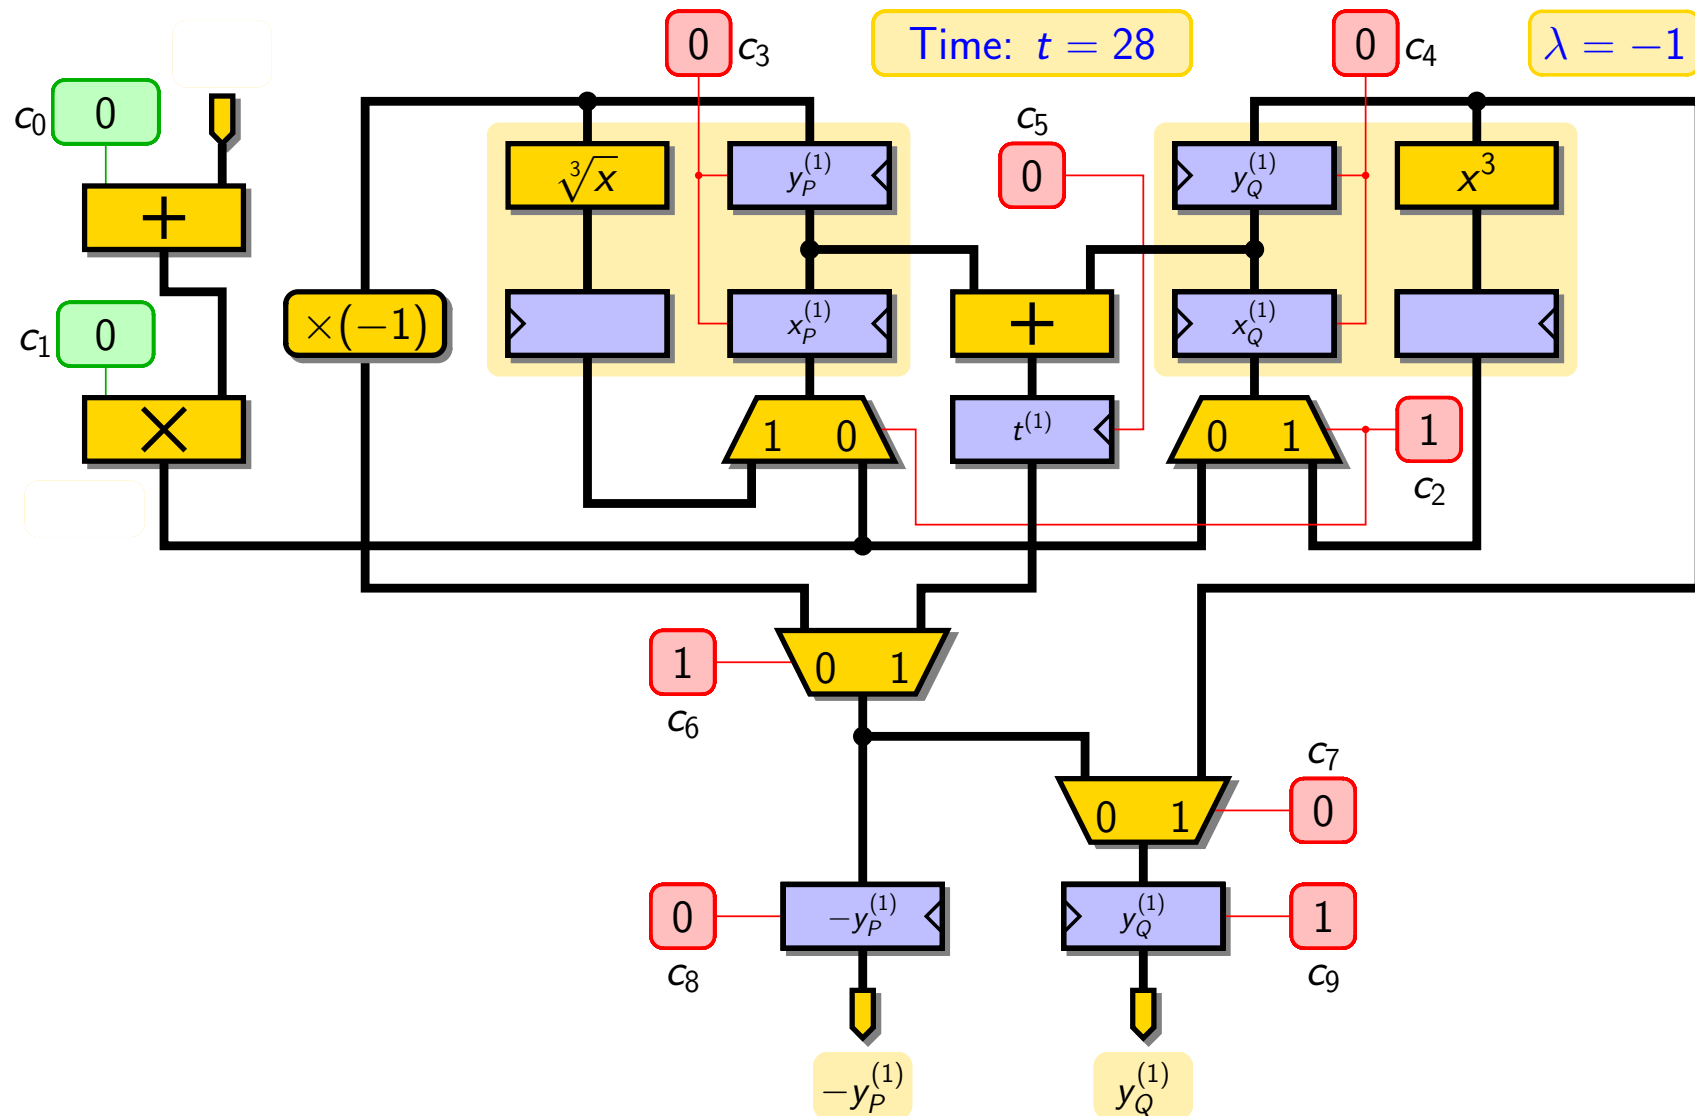 0 c₃ Time: t = 28 0 c₄ λ = −1
c₀ 0
c₅
0
∛x y_P^(1) y_Q^(1) x³
+
×(−1) x_P^(1) + x_Q^(1)
c₁ 0
× 1 0 t^(1) 0 1 1
c₂
1 0 1
c₆
c₇
0 1 0
0 −y_P^(1) y_Q^(1) 1
c₈ c₉
−y_P^(1) y_Q^(1)